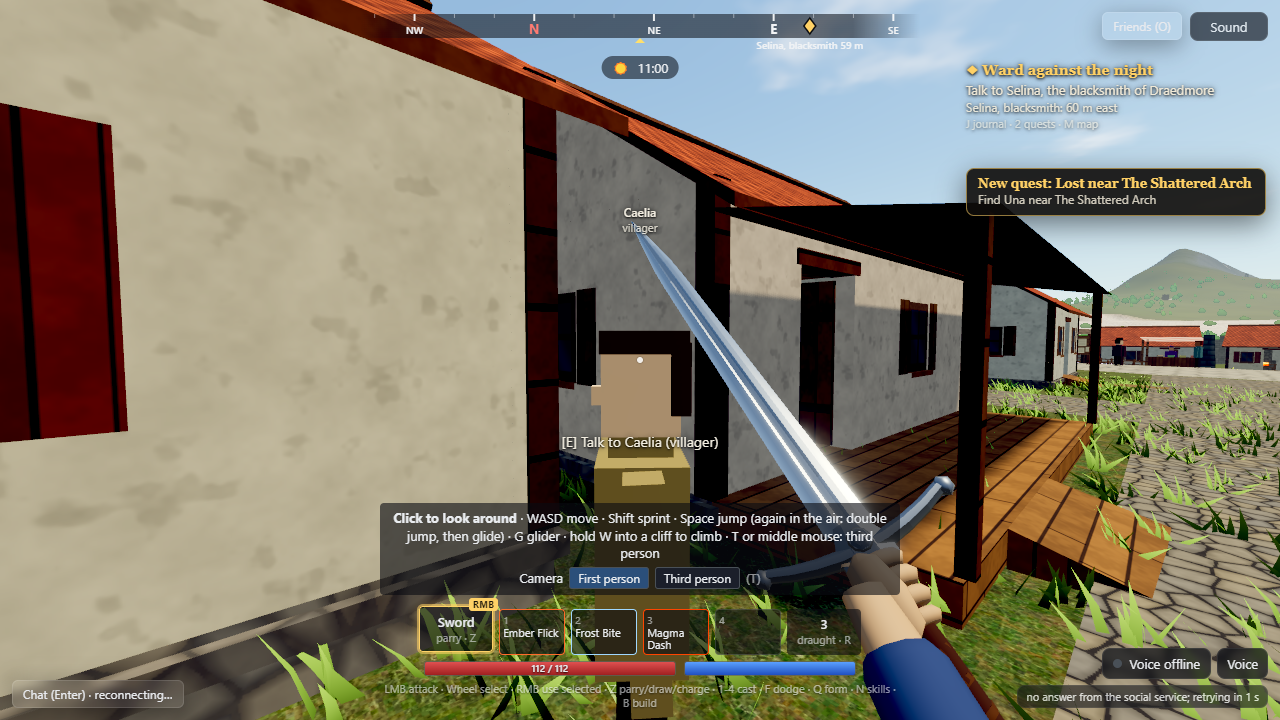 NW
N
NE
E
SE
Selina, blacksmith 59 m
11:00
Friends (O)
Sound
Ward against the night
Talk to Selina, the blacksmith of Draedmore
Selina, blacksmith: 60 m east
J journal · 2 quests · M map
New quest: Lost near The Shattered Arch
Find Una near The Shattered Arch
Caelia
villager
[E] Talk to Caelia (villager)
Click to look around · WASD move · Shift sprint · Space jump (again in the air: double
jump, then glide) · G glider · hold W into a cliff to climb · T or middle mouse: third
person
Camera First person Third person (T)
RMB
Sword
parry · Z
1
Ember Flick
2
Frost Bite
3
Magma
Dash
4
3
draught · R
112 / 112
LMB attack · Wheel select · RMB use selected · Z parry/draw/charge · 1-4 cast · F dodge · Q form · N skills ·
B build
Chat (Enter) · reconnecting...
Voice offline
Voice
no answer from the social service; retrying in 1 s